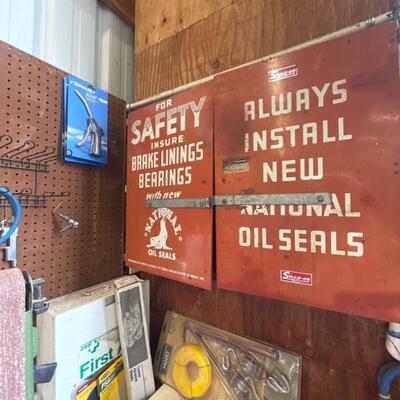 FOR
SAFETY
INSURE
BRAKE LININGS
BEARINGS
with new
NATIONAL
OIL SEALS
Snap-on
ALWAYS
INSTALL
NEW
NATIONAL
OIL SEALS
Snap-on
First